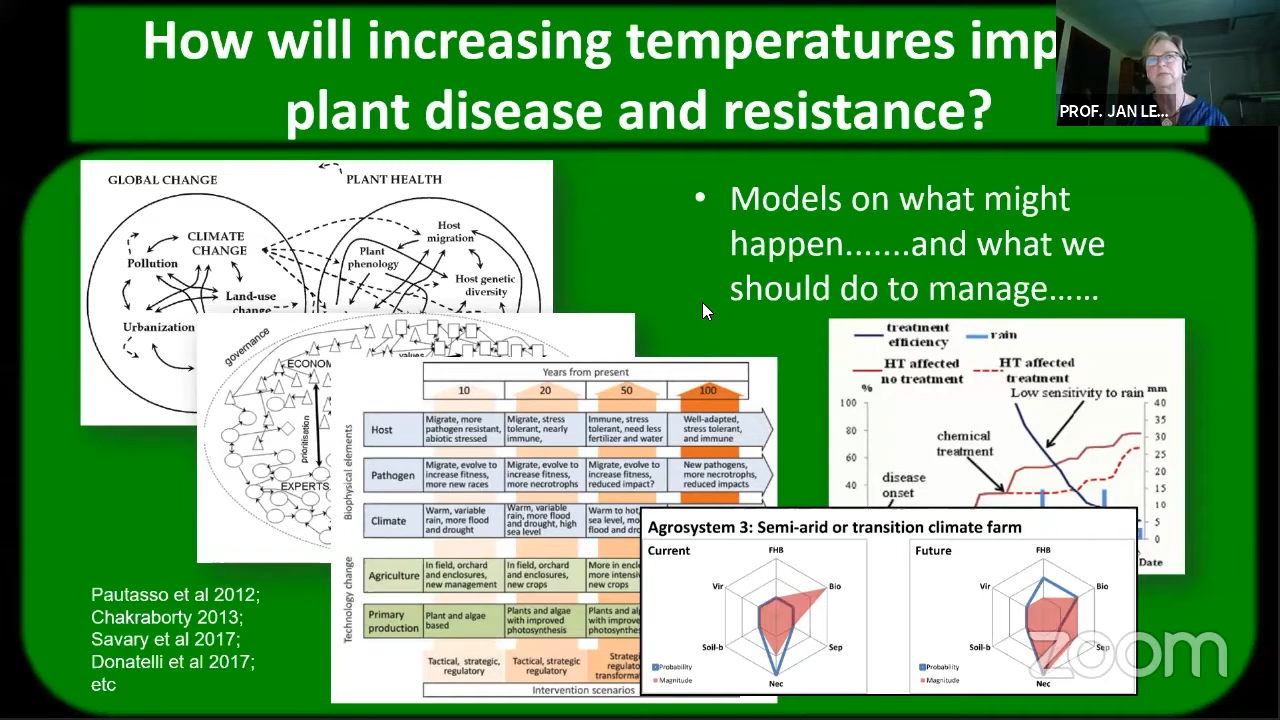 How will increasing temperatures imp
plant disease and resistance?
PROF. JAN LE...
GLOBAL CHANGE
PLANT HEALTH
CLIMATE
CHANGE
Pollution
Land-use
change
Urbanization
Host
migration
Plant
phenology
Host genetic
diversity
• Models on what might
happen.......and what we
should do to manage......
governance
values
ECONOM
prioritisation
EXPERTS
Years from present
10 20 50 100
Biophysical elements
Host
Migrate, more
pathogen resistant,
abiotic stressed
Migrate, stress
tolerant, nearly
immune,
Immune, stress
tolerant, need less
fertilizer and water
Well-adapted,
stress tolerant,
and immune
Pathogen
Migrate, evolve to
increase fitness,
more new races
Migrate, evolve to
increase fitness,
more necrotrophs
Migrate, evolve to
increase fitness,
reduced impact?
New pathogens,
more necrotrophs,
reduced impacts
Climate
Warm, variable
rain, more flood
and drought
Warm, variable
rain, more flood
and drought, high
sea level
Warm to hot,
sea level, mo
flood and dro
Technology change
Agriculture
In field, orchard
and enclosures,
new management
In field, orchard
and enclosures,
new crops
More in enclo
more intensiv
new crops
Primary
production
Plant and algae
based
Plants and algae
with improved
photosynthesis
Plants and alg
with improved
photosynthes
Tactical, strategic,
regulatory
Tactical, strategic
regulatory
Strategi
regulato
transforma
Intervention scenarios
treatment
efficiency
rain
HT affected
no treatment
HT affected
treatment
% mm
Low sensitivity to rain
100
80
60
40
40
35
30
25
20
15
10
5
0
chemical
treatment
disease
onset
Date
Agrosystem 3: Semi-arid or transition climate farm
Current
FHB
Vir
Bio
Soil-b
Sep
Nec
Probability
Magnitude
Future
FHB
Vir
Bio
Soil-b
Sep
Nec
Probability
Magnitude
Pautasso et al 2012;
Chakraborty 2013;
Savary et al 2017;
Donatelli et al 2017;
etc
zoom